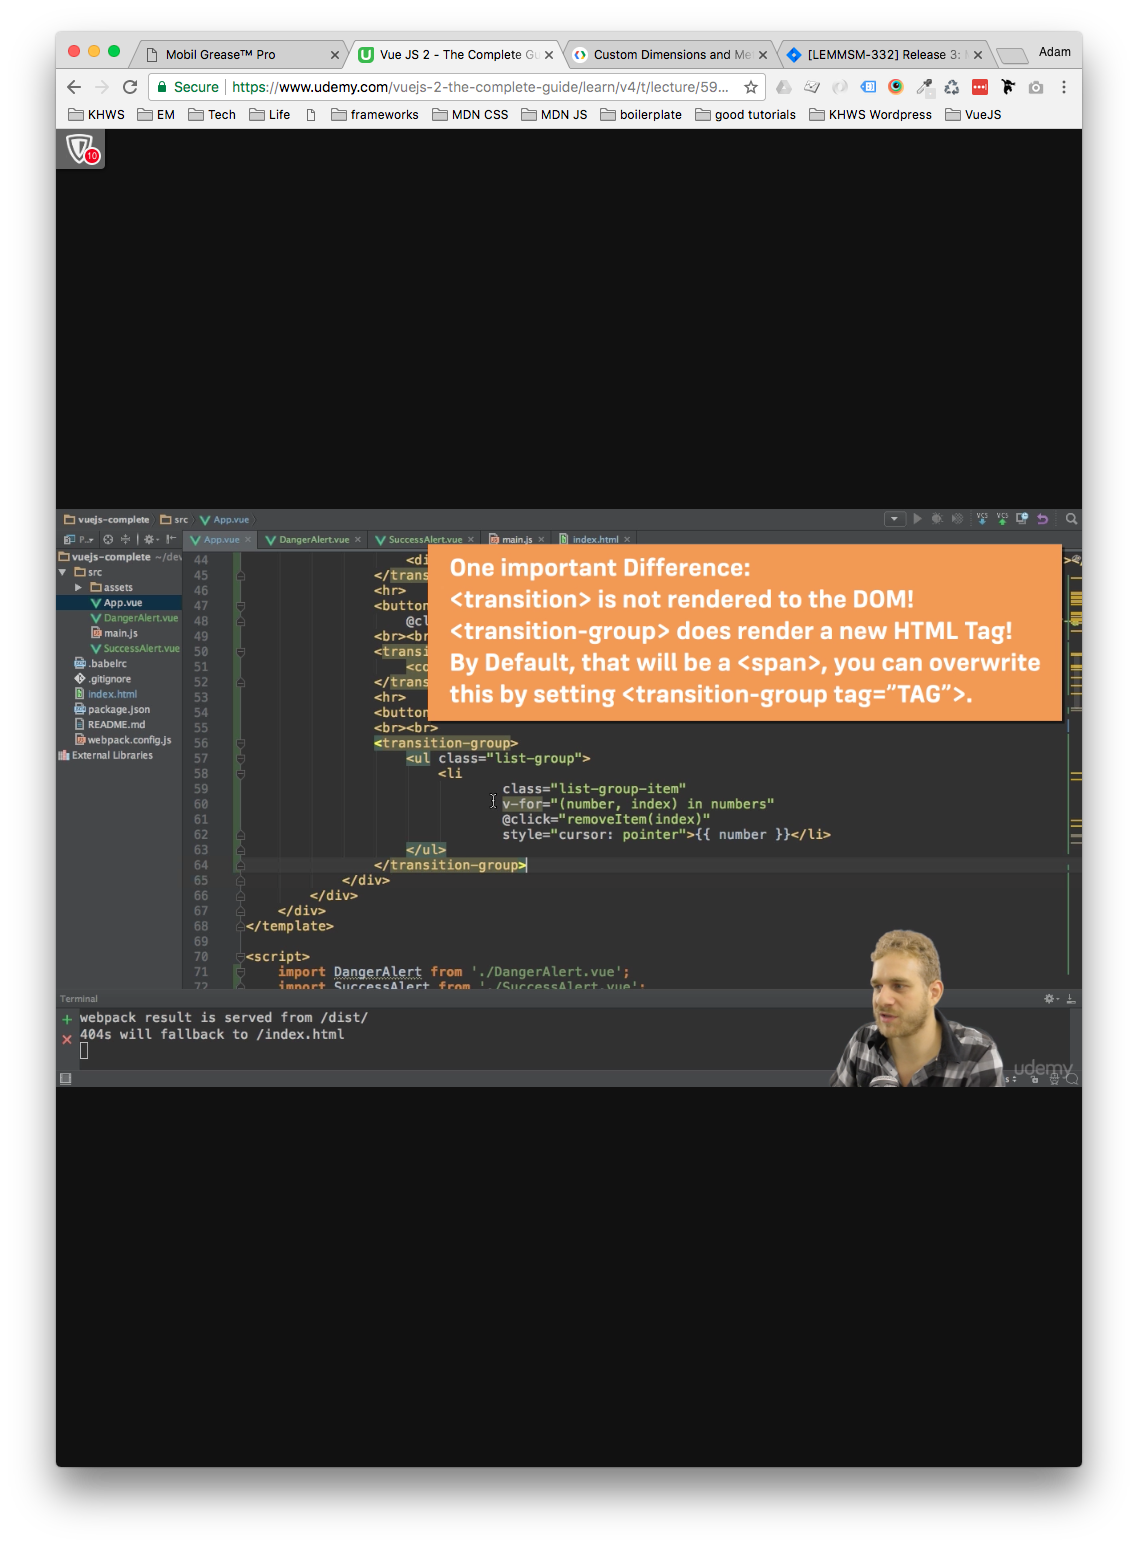 Mobil Grease™ Pro
Vue JS 2 - The Complete Gu
Custom Dimensions and Me
[LEMMSM-332] Release 3:
Adam
Secure
https://www.udemy.com/vuejs-2-the-complete-guide/learn/v4/t/lecture/59...
KHWS EM Tech Life frameworks MDN CSS MDN JS boilerplate good tutorials KHWS Wordpress VueJS
10
vuejs-complete src App.vue
App.vue DangerAlert.vue SuccessAlert.vue main.js index.html
vuejs-complete ~/dev
src
assets
App.vue
DangerAlert.vue
main.js
SuccessAlert.vue
.babelrc
.gitignore
index.html
package.json
README.md
webpack.config.js
External Libraries
One important Difference:
<transition> is not rendered to the DOM!
<transition-group> does render a new HTML Tag!
By Default, that will be a <span>, you can overwrite
this by setting <transition-group tag="TAG">.
44 <di
45 </trans
46 <hr>
47 <button
48 @cl
49 <br><br
50 <transi
51 <co
52 </trans
53 <hr>
54 <button
55 <br><br>
56 <transition-group>
57 <ul class="list-group">
58 <li
59 class="list-group-item"
60 v-for="(number, index) in numbers"
61 @click="removeItem(index)"
62 style="cursor: pointer">{{ number }}</li>
63 </ul>
64 </transition-group>
65 </div>
66 </div>
67 </div>
68 </template>
69
70 <script>
71 import DangerAlert from './DangerAlert.vue';
72 import SuccessAlert from './SuccessAlert.vue';
Terminal
webpack result is served from /dist/
404s will fallback to /index.html
udemy